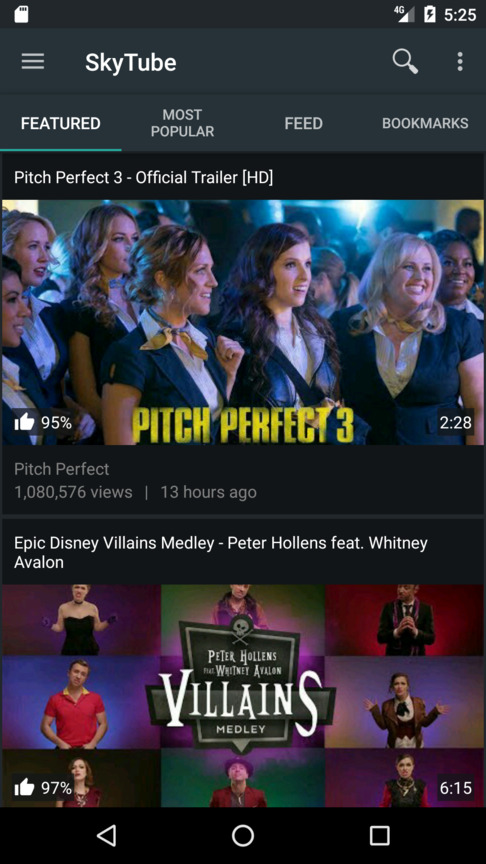 4G 5:25
SkyTube
FEATURED
MOST
POPULAR
FEED
BOOKMARKS
Pitch Perfect 3 - Official Trailer [HD]
PITCH PERFECT 3
95%
2:28
Pitch Perfect
1,080,576 views | 13 hours ago
Epic Disney Villains Medley - Peter Hollens feat. Whitney
Avalon
PETER HOLLENS
FEAT. WHITNEY AVALON
VILLAINS
MEDLEY
97%
6:15